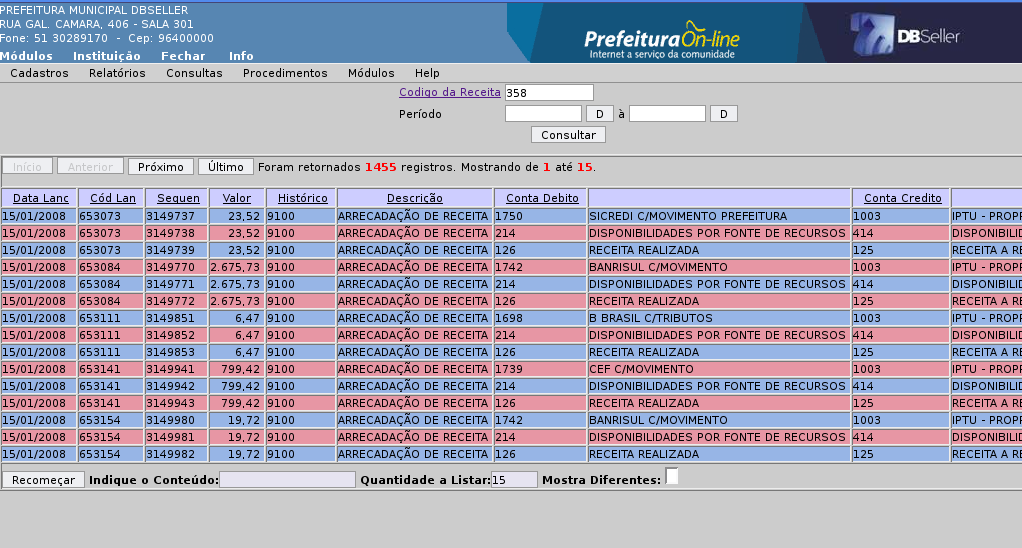 PREFEITURA MUNICIPAL DBSELLER
RUA GAL. CAMARA, 406 - SALA 301
Fone: 51 30289170 - Cep: 96400000
Módulos Instituição Fechar Info
PrefeituraOn-line
Internet a serviço da comunidade
DBSeller
Cadastros Relatórios Consultas Procedimentos Módulos Help
Codigo da Receita 358
Período D à D
Consultar
Início Anterior Próximo Último Foram retornados 1455 registros. Mostrando de 1 até 15.
Data Lanc Cód Lan Sequen Valor Histórico Descrição Conta Debito Conta Credito
15/01/2008 653073 3149737 23,52 9100 ARRECADAÇÃO DE RECEITA 1750 SICREDI C/MOVIMENTO PREFEITURA 1003 IPTU - PROPR
15/01/2008 653073 3149738 23,52 9100 ARRECADAÇÃO DE RECEITA 214 DISPONIBILIDADES POR FONTE DE RECURSOS 414 DISPONIBILID
15/01/2008 653073 3149739 23,52 9100 ARRECADAÇÃO DE RECEITA 126 RECEITA REALIZADA 125 RECEITA A RE
15/01/2008 653084 3149770 2.675,73 9100 ARRECADAÇÃO DE RECEITA 1742 BANRISUL C/MOVIMENTO 1003 IPTU - PROPR
15/01/2008 653084 3149771 2.675,73 9100 ARRECADAÇÃO DE RECEITA 214 DISPONIBILIDADES POR FONTE DE RECURSOS 414 DISPONIBILID
15/01/2008 653084 3149772 2.675,73 9100 ARRECADAÇÃO DE RECEITA 126 RECEITA REALIZADA 125 RECEITA A RE
15/01/2008 653111 3149851 6,47 9100 ARRECADAÇÃO DE RECEITA 1698 B BRASIL C/TRIBUTOS 1003 IPTU - PROPR
15/01/2008 653111 3149852 6,47 9100 ARRECADAÇÃO DE RECEITA 214 DISPONIBILIDADES POR FONTE DE RECURSOS 414 DISPONIBILID
15/01/2008 653111 3149853 6,47 9100 ARRECADAÇÃO DE RECEITA 126 RECEITA REALIZADA 125 RECEITA A RE
15/01/2008 653141 3149941 799,42 9100 ARRECADAÇÃO DE RECEITA 1739 CEF C/MOVIMENTO 1003 IPTU - PROPR
15/01/2008 653141 3149942 799,42 9100 ARRECADAÇÃO DE RECEITA 214 DISPONIBILIDADES POR FONTE DE RECURSOS 414 DISPONIBILID
15/01/2008 653141 3149943 799,42 9100 ARRECADAÇÃO DE RECEITA 126 RECEITA REALIZADA 125 RECEITA A RE
15/01/2008 653154 3149980 19,72 9100 ARRECADAÇÃO DE RECEITA 1742 BANRISUL C/MOVIMENTO 1003 IPTU - PROPR
15/01/2008 653154 3149981 19,72 9100 ARRECADAÇÃO DE RECEITA 214 DISPONIBILIDADES POR FONTE DE RECURSOS 414 DISPONIBILID
15/01/2008 653154 3149982 19,72 9100 ARRECADAÇÃO DE RECEITA 126 RECEITA REALIZADA 125 RECEITA A RE
Recomeçar Indique o Conteúdo: Quantidade a Listar: 15 Mostra Diferentes: